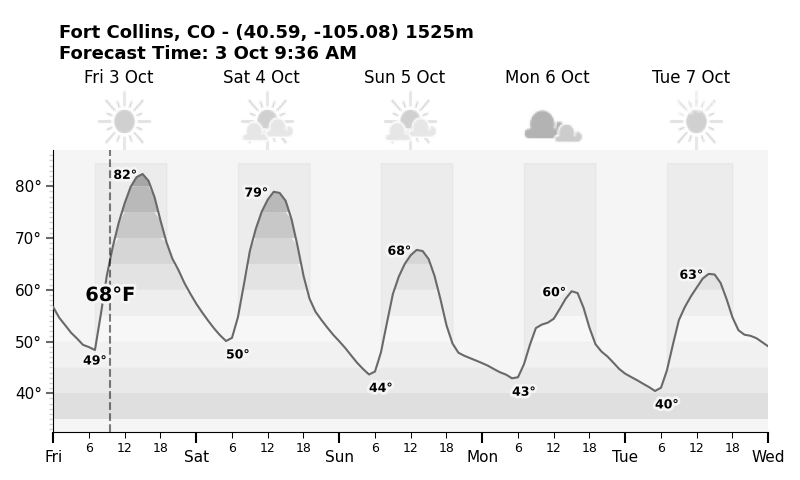 Fort Collins, CO - (40.59, -105.08) 1525m
Forecast Time: 3 Oct 9:36 AM
Fri 3 Oct Sat 4 Oct Sun 5 Oct Mon 6 Oct Tue 7 Oct
82°
79°
80°
70°
68°
63°
60°
60°
68°F
50°
49°
50°
44°
43°
40°
40°
6 12 18 6 12 18 6 12 18 6 12 18 6 12 18
Fri Sat Sun Mon Tue Wed